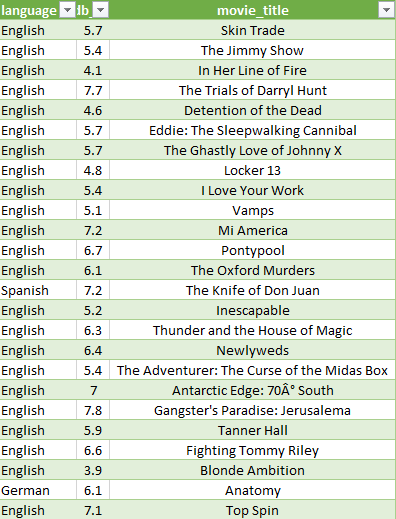 language db_ movie_title
English 5.7 Skin Trade
English 5.4 The Jimmy Show
English 4.1 In Her Line of Fire
English 7.7 The Trials of Darryl Hunt
English 4.6 Detention of the Dead
English 5.7 Eddie: The Sleepwalking Cannibal
English 5.7 The Ghastly Love of Johnny X
English 4.8 Locker 13
English 5.4 I Love Your Work
English 5.1 Vamps
English 7.2 Mi America
English 6.7 Pontypool
English 6.1 The Oxford Murders
Spanish 7.2 The Knife of Don Juan
English 5.2 Inescapable
English 6.3 Thunder and the House of Magic
English 6.4 Newlyweds
English 5.4 The Adventurer: The Curse of the Midas Box
English 7 Antarctic Edge: 70Â° South
English 7.8 Gangster's Paradise: Jerusalema
English 5.9 Tanner Hall
English 6.6 Fighting Tommy Riley
English 3.9 Blonde Ambition
German 6.1 Anatomy
English 7.1 Top Spin